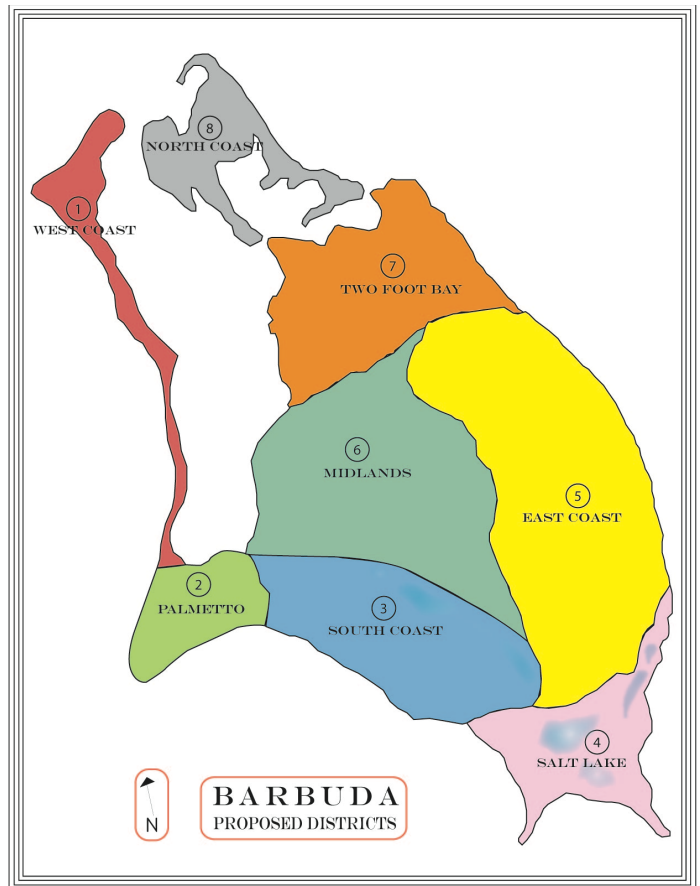 8
NORTH COAST
1
WEST COAST
7
TWO FOOT BAY
6
MIDLANDS
5
EAST COAST
2
PALMETTO
3
SOUTH COAST
4
SALT LAKE
N
BARBUDA
PROPOSED DISTRICTS